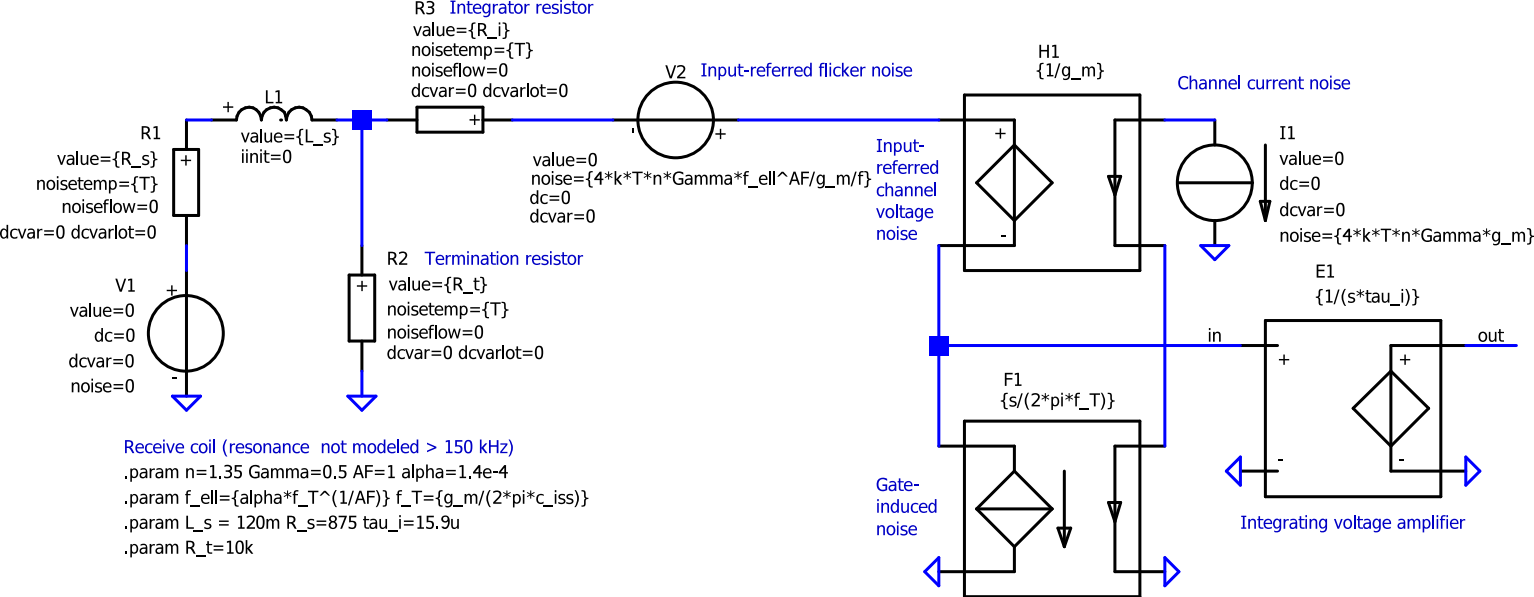 R3 Integrator resistor
value={R_i}
noisetemp={T}
noiseflow=0
dcvar=0 dcvarlot=0
V2 Input-referred flicker noise
-
+
value=0
noise={4*k*T*n*Gamma*f_ell^AF/g_m/f}
dc=0
dcvar=0
H1
{1/g_m}
+
-
Input-
referred
channel
voltage
noise
Channel current noise
I1
value=0
dc=0
dcvar=0
noise={4*k*T*n*Gamma*g_m}
L1
+
value={L_s}
iinit=0
+
R1
value={R_s}
+
noisetemp={T}
noiseflow=0
dcvar=0 dcvarlot=0
R2 Termination resistor
value={R_t}
+
noisetemp={T}
noiseflow=0
dcvar=0 dcvarlot=0
V1
+
value=0
dc=0
dcvar=0
noise=0
-
E1
{1/(s*tau_i)}
in
out
+
+
-
-
Integrating voltage amplifier
F1
{s/(2*pi*f_T)}
Gate-
induced
noise
Receive coil (resonance not modeled > 150 kHz)
.param n=1.35 Gamma=0.5 AF=1 alpha=1.4e-4
.param f_ell={alpha*f_T^(1/AF)} f_T={g_m/(2*pi*c_iss)}
.param L_s = 120m R_s=875 tau_i=15.9u
.param R_t=10k